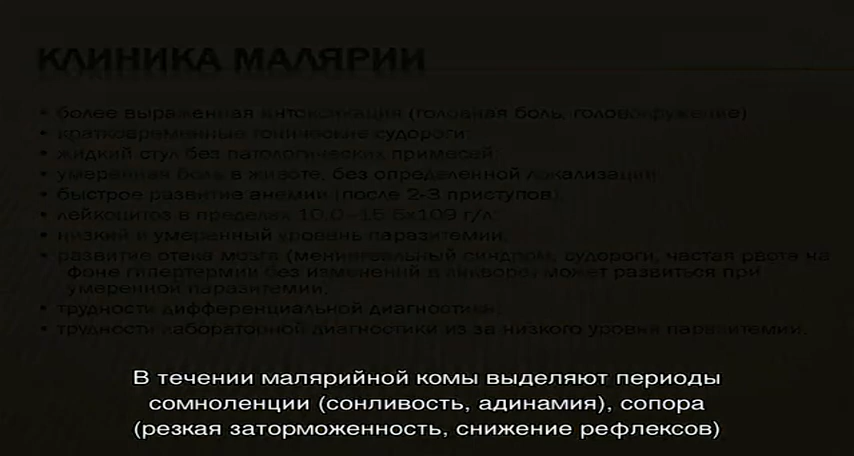 КЛИНИКА МАЛЯРИИ
• более выраженная интоксикация (головная боль, головокружение)
• кратковременные тонические судороги;
• жидкий стул без патологических примесей;
• умеренная боль в животе, без определенной локализации;
• быстрое развитие анемии (после 2-3 приступов);
• лейкоцитоз в пределах 10,0 -15,5х109 г/л;
• низкий и умеренный уровень паразитемии;
• развитие отека мозга (менингеальный синдром, судороги, частая рвота на
фоне гипертермии без изменений в ликворе) может развиться при
умеренной паразитемии;
• трудности дифференциальной диагностики;
• трудности лабораторной диагностики из за низкого уровня паразитемии.
В течении малярийной комы выделяют периоды
сомноленции (сонливость, адинамия), сопора
(резкая заторможенность, снижение рефлексов)